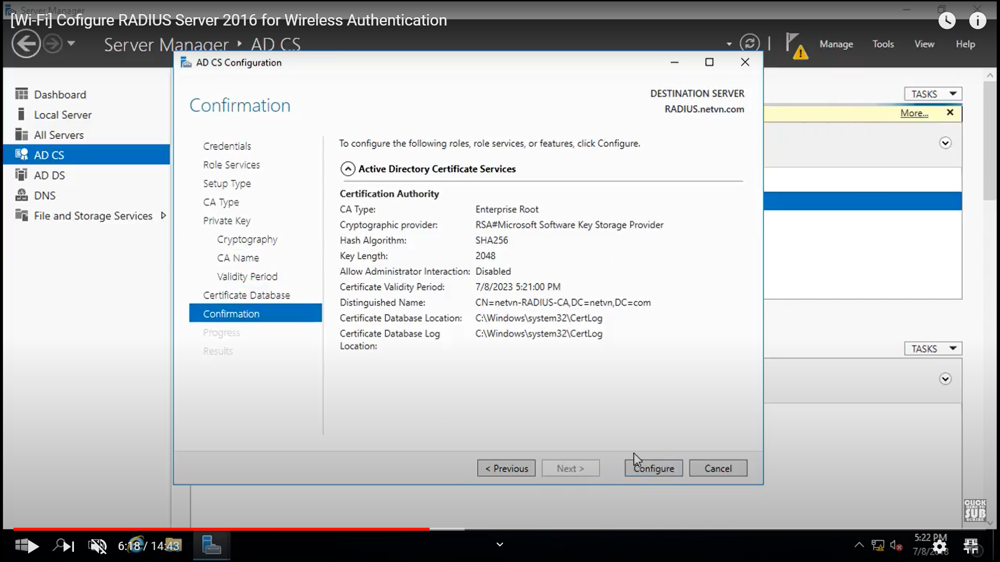 Server Manager
[Wi-Fi] Cofigure RADIUS Server 2016 for Wireless Authentication
Server Manager ‣ AD CS
Manage Tools View Help
Dashboard
Local Server
All Servers
AD CS
AD DS
DNS
File and Storage Services
AD CS Configuration
Confirmation
DESTINATION SERVER
RADIUS.netvn.com
Credentials
Role Services
Setup Type
CA Type
Private Key
Cryptography
CA Name
Validity Period
Certificate Database
Confirmation
Progress
Results
To configure the following roles, role services, or features, click Configure.
Active Directory Certificate Services
Certification Authority
CA Type: Enterprise Root
Cryptographic provider: RSA#Microsoft Software Key Storage Provider
Hash Algorithm: SHA256
Key Length: 2048
Allow Administrator Interaction: Disabled
Certificate Validity Period: 7/8/2023 5:21:00 PM
Distinguished Name: CN=netvn-RADIUS-CA,DC=netvn,DC=com
Certificate Database Location: C:\Windows\system32\CertLog
Certificate Database Log C:\Windows\system32\CertLog
Location:
< Previous Next > Configure Cancel
TASKS
More...
TASKS
CLICK
HERE TO
SUB
SCRIBE
6:18 / 14:43
5:22 PM